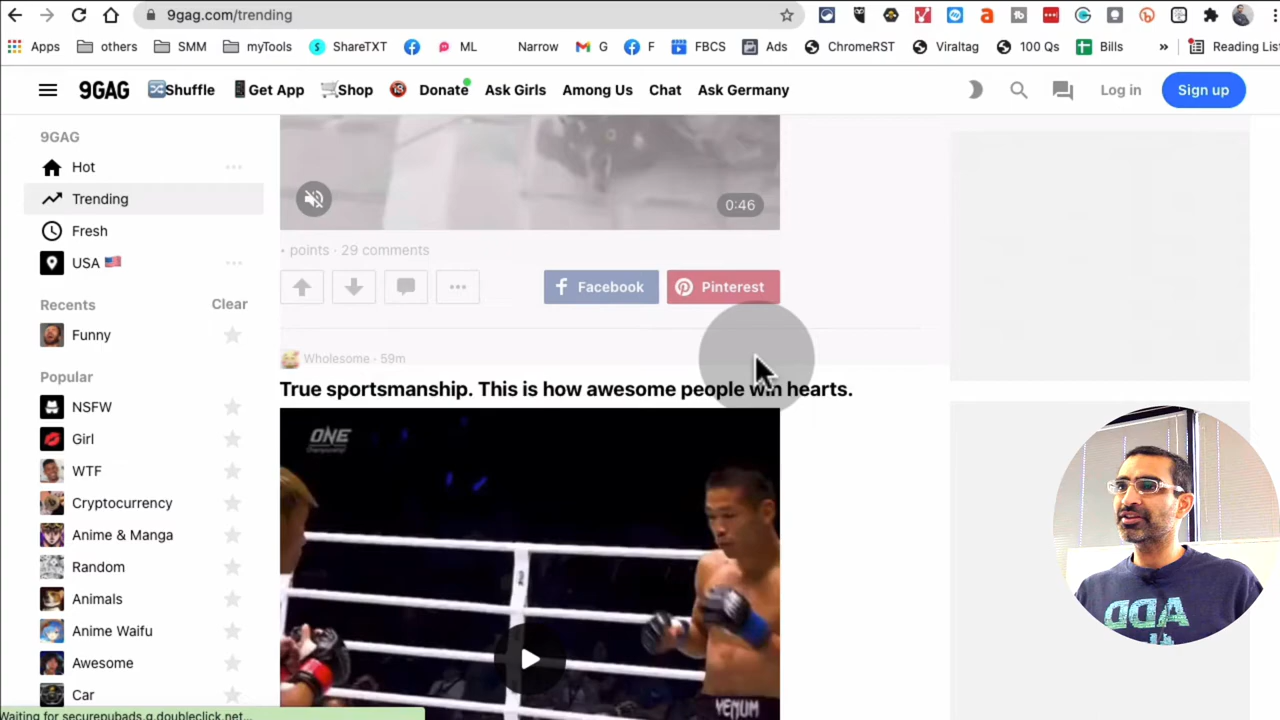 9gag.com/trending
Apps others SMM myTools ShareTXT ML Narrow G F FBCS Ads ChromeRST Viraltag 100 Qs Bills » Reading List
9GAG Shuffle Get App Shop 18 Donate Ask Girls Among Us Chat Ask Germany Log in Sign up
9GAG
Hot
Trending
Fresh
USA
Recents Clear
Funny
Popular
NSFW
Girl
WTF
Cryptocurrency
Anime & Manga
Random
Animals
Anime Waifu
Awesome
Car
0:46
• points · 29 comments
Facebook Pinterest
Wholesome · 59m
True sportsmanship. This is how awesome people win hearts.
ONE
VENUM
Waiting for securepubads.g.doubleclick.net...